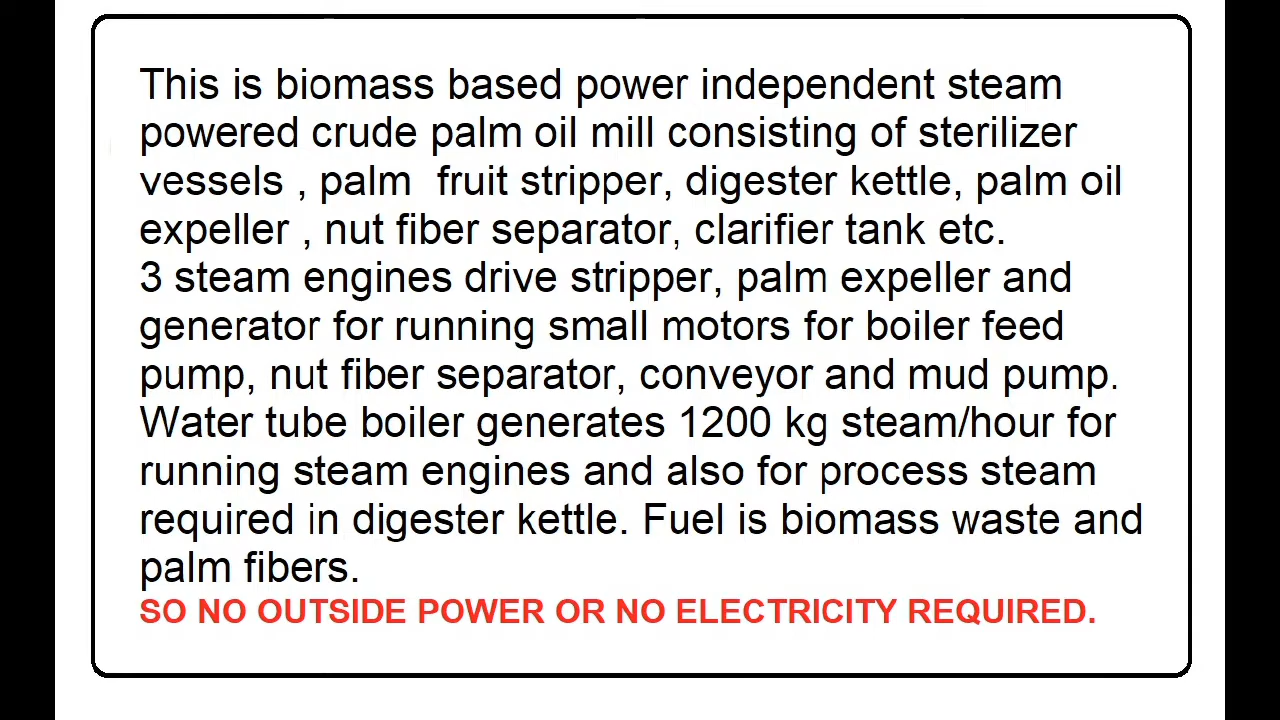 This is biomass based power independent steam
powered crude palm oil mill consisting of sterilizer
vessels , palm  fruit stripper, digester kettle, palm oil
expeller , nut fiber separator, clarifier tank etc.
3 steam engines drive stripper, palm expeller and
generator for running small motors for boiler feed
pump, nut fiber separator, conveyor and mud pump.
Water tube boiler generates 1200 kg steam/hour for
running steam engines and also for process steam
required in digester kettle. Fuel is biomass waste and
palm fibers.
SO NO OUTSIDE POWER OR NO ELECTRICITY REQUIRED.